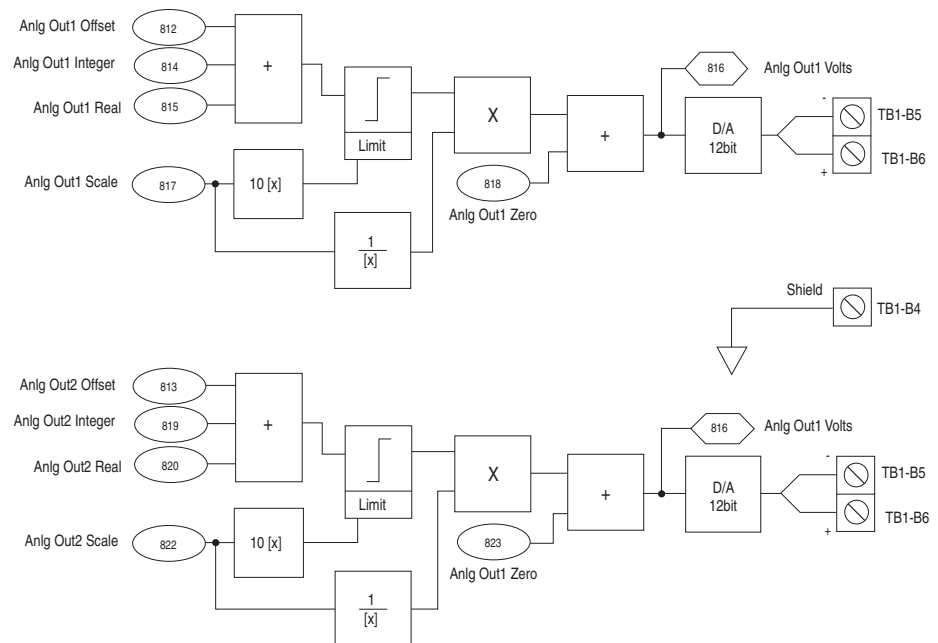 Anlg Out1 Offset
812
Anlg Out1 Integer
814
+
816
Anlg Out1 Volts
Anlg Out1 Real
815
-
TB1-B5
X
D/A
12bit
Limit
+
TB1-B6
+
Anlg Out1 Scale
817
10 [x]
818
Anlg Out1 Zero
1
[x]
Shield
TB1-B4
Anlg Out2 Offset
813
Anlg Out2 Integer
819
+
816
Anlg Out1 Volts
Anlg Out2 Real
820
-
TB1-B5
X
D/A
12bit
Limit
+
TB1-B6
+
Anlg Out2 Scale
822
10 [x]
823
Anlg Out1 Zero
1
[x]